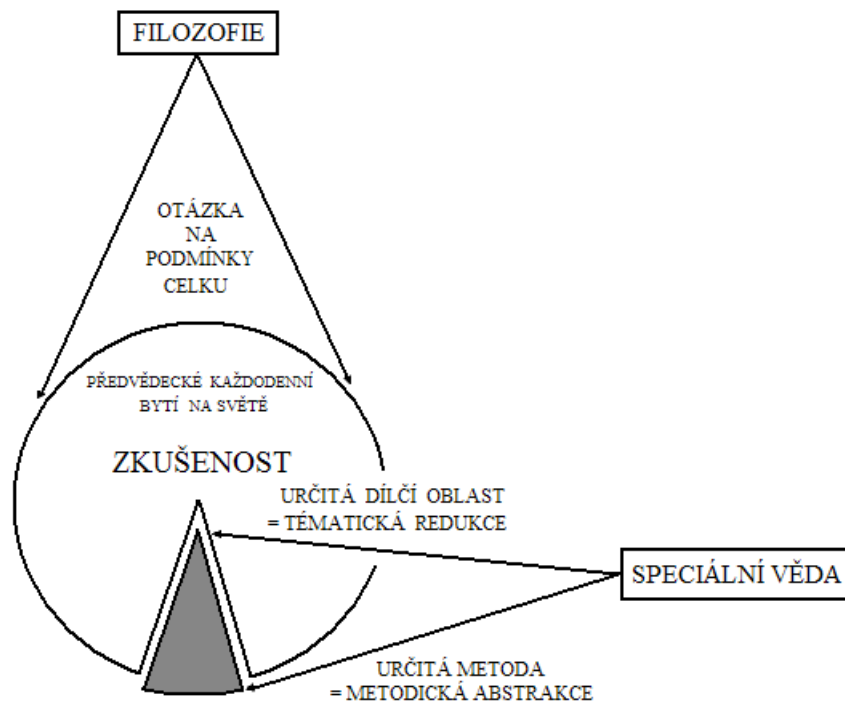 FILOZOFIE
OTÁZKA
NA
PODMÍNKY
CELKU
PŘEDVĚDECKÉ KAŽDODENNÍ
BYTÍ NA SVĚTĚ
ZKUŠENOST
URČITÁ DÍLČÍ OBLAST
= TÉMATICKÁ REDUKCE
SPECIÁLNÍ VĚDA
URČITÁ METODA
= METODICKÁ ABSTRAKCE